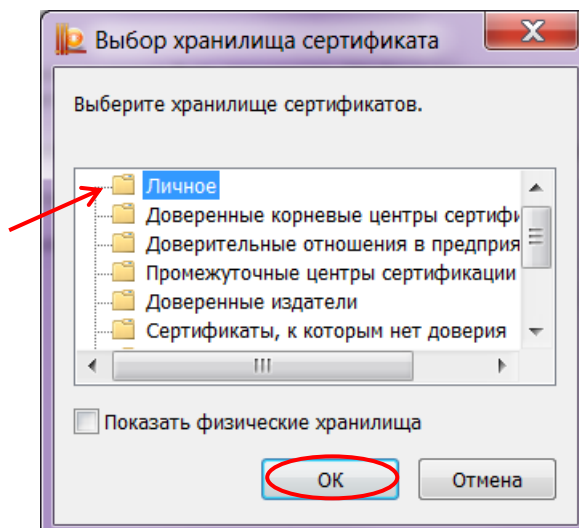 Выбор хранилища сертификата
Выберите хранилище сертификатов.
Личное
Доверенные корневые центры сертифи
Доверительные отношения в предприя
Промежуточные центры сертификации
Доверенные издатели
Сертификаты, к которым нет доверия
Показать физические хранилища
ОК
Отмена